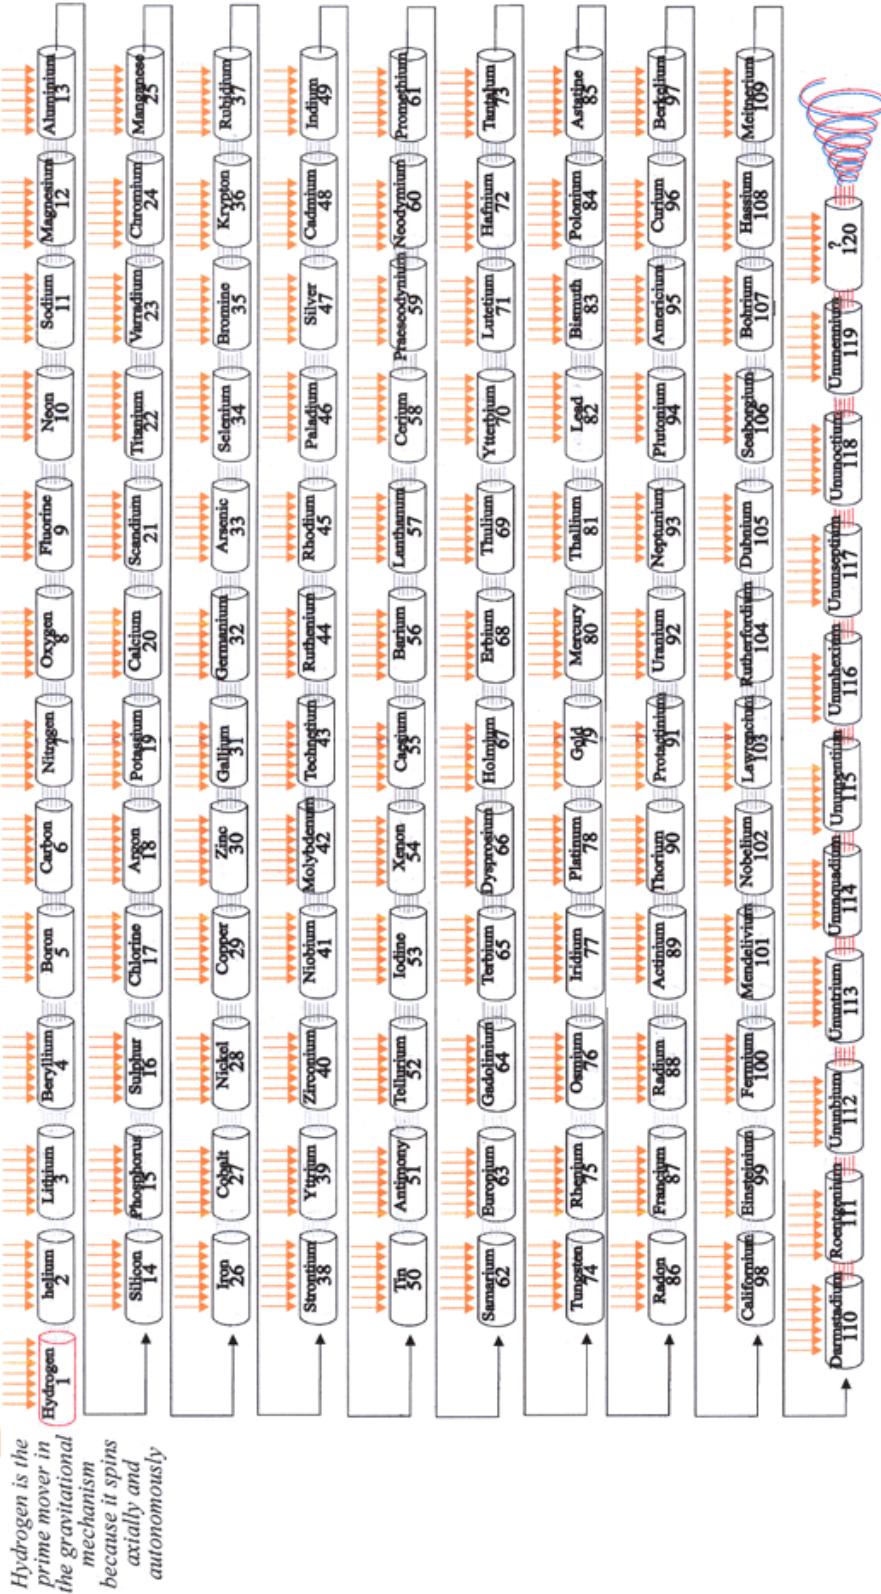 Hydrogen is the
prime mover in
the gravitational
mechanism
because it spins
axially and
autonomously
Hydrogen helium Lithium Beryllium Boron Carbon Nitrogen Oxygen Fluorine Neon Sodium Magnesium Aluminium
1 2 3 4 5 6 7 8 9 10 11 12 13
Silicon Phosphorus Sulphur Chlorine Argon Potassium Calcium Scandium Titanium Varradium Chromium Manganese
14 15 16 17 18 19 20 21 22 23 24 25
Iron Cobalt Nickel Copper Zinc Gallium Germanium Arsenic Selenium Bromine Krypton Rubidium
26 27 28 29 30 31 32 33 34 35 36 37
Strontium Yttrium Zirconium Niobium Molybdenum Technetium Ruthenium Rhodium Paladium Silver Cadmium Indium
38 39 40 41 42 43 44 45 46 47 48 49
Tin Antimony Tellurium Iodine Xenon Caesium Barium Lanthanum Cerium Praeseodynium Neodymium Promethium
50 51 52 53 54 55 56 57 58 59 60 61
Samarium Europium Gadolinium Terbium Dysprosium Holmium Erbium Thulium Ytterbium Lutetium Hafnium Tantalum
62 63 64 65 66 67 68 69 70 71 72 73
Tungsten Rhenium Osmium Iridium Platinum Gold Mercury Thallium Lead Bismuth Polonium Astatine
74 75 76 77 78 79 80 81 82 83 84 85
Radon Francium Radium Actinium Thorium Protactinium Uranium Neptunium Plutonium Americium Curium Berkelium
86 87 88 89 90 91 92 93 94 95 96 97
Californium Einsteinium Fermium Mendelivium Nobelium Rutherfordium Dubnium Seaborgium Bohrium Hassium Meitnerium
98 99 100 101 102 103 104 105 106 107 108 109
Darmstadium Roentgenium Ununbium Ununtrium Ununquadium Ununpentium Ununhexium Ununseptium Ununoctium Ununennium ?
110 111 112 113 114 115 116 117 118 119 120